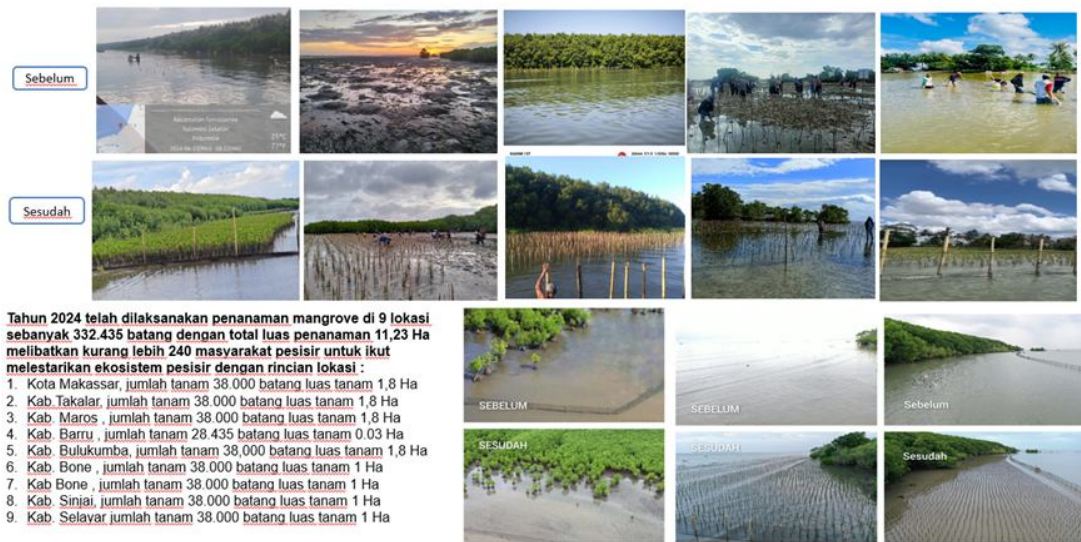 Sebelum
Kecamatan Tamalanrea
Sulawesi Selatan
Indonesia
Sesudah
Tahun 2024 telah dilaksanakan penanaman mangrove di 9 lokasi
sebanyak 332.435 batang dengan total luas penanaman 11,23 Ha
melibatkan kurang lebih 240 masyarakat pesisir untuk ikut
melestarikan ekosistem pesisir dengan rincian lokasi :
1. Kota Makassar, jumlah tanam 38.000 batang luas tanam 1,8 Ha
2. Kab.Takalar, jumlah tanam 38.000 batang luas tanam 1,8 Ha
3. Kab. Maros , jumlah tanam 38.000 batang luas tanam 1,8 Ha
4. Kab. Barru , jumlah tanam 28.435 batang luas tanam 0.03 Ha
5. Kab. Bulukumba, jumlah tanam 38,000 batang luas tanam 1,8 Ha
6. Kab. Bone , jumlah tanam 38.000 batang luas tanam 1 Ha
7. Kab Bone , jumlah tanam 38.000 batang luas tanam 1 Ha
8. Kab. Sinjai, jumlah tanam 38.000 batang luas tanam 1 Ha
9. Kab. Selayar jumlah tanam 38.000 batang luas tanam 1 Ha
SEBELUM
SEBELUM
Sebelum
SESUDAH
SESUDAH
Sesudah